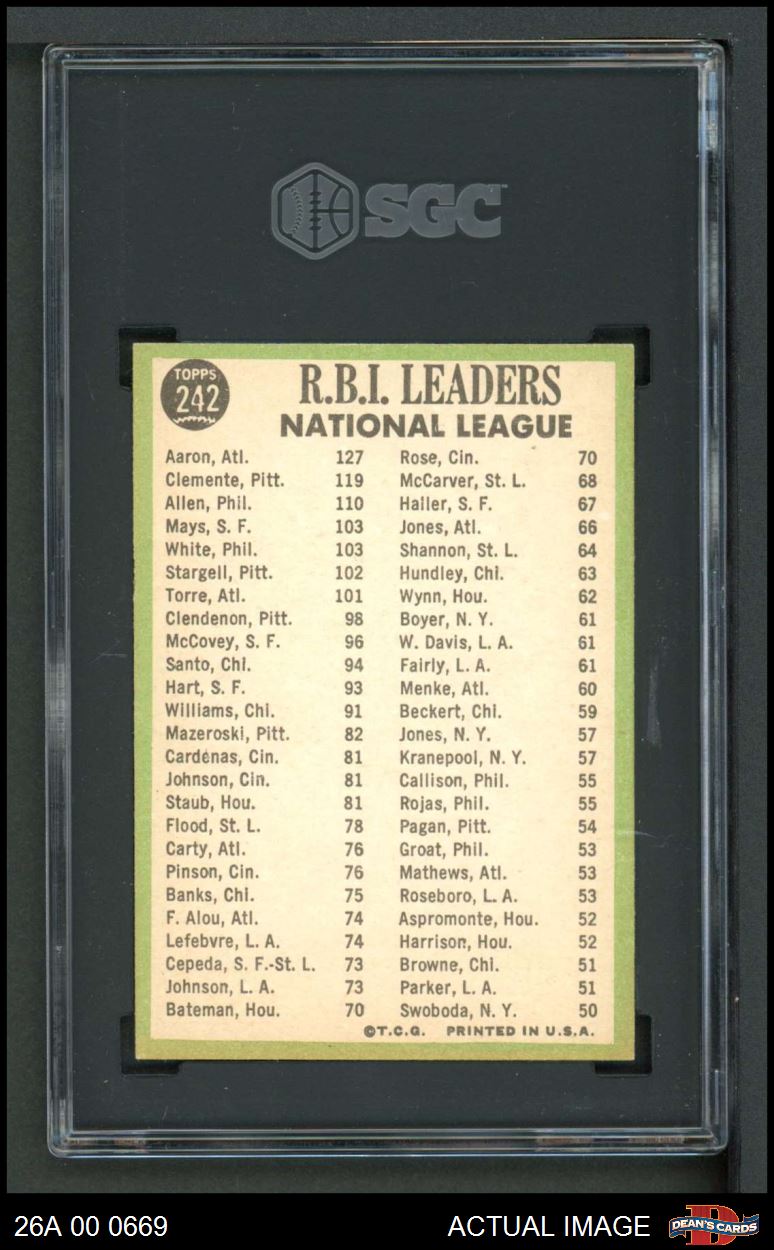 SGC
TOPPS
242
R.B.I. LEADERS
NATIONAL LEAGUE
Aaron, Atl. 127
Clemente, Pitt. 119
Allen, Phil. 110
Mays, S. F. 103
White, Phil. 103
Stargell, Pitt. 102
Torre, Atl. 101
Clendenon, Pitt. 98
McCovey, S. F. 96
Santo, Chi. 94
Hart, S. F. 93
Williams, Chi. 91
Mazeroski, Pitt. 82
Cardenas, Cin. 81
Johnson, Cin. 81
Staub, Hou. 81
Flood, St. L. 78
Carty, Atl. 76
Pinson, Cin. 76
Banks, Chi. 75
F. Alou, Atl. 74
Lefebvre, L. A. 74
Cepeda, S. F.-St. L. 73
Johnson, L. A. 73
Bateman, Hou. 70
Rose, Cin. 70
McCarver, St. L. 68
Haller, S. F. 67
Jones, Atl. 66
Shannon, St. L. 64
Hundley, Chi. 63
Wynn, Hou. 62
Boyer, N. Y. 61
W. Davis, L. A. 61
Fairly, L. A. 61
Menke, Atl. 60
Beckert, Chi. 59
Jones, N. Y. 57
Kranepool, N. Y. 57
Callison, Phil. 55
Rojas, Phil. 55
Pagan, Pitt. 54
Groat, Phil. 53
Mathews, Atl. 53
Roseboro, L. A. 53
Aspromonte, Hou. 52
Harrison, Hou. 52
Browne, Chi. 51
Parker, L. A. 51
Swoboda, N. Y. 50
©T.C.G. PRINTED IN U.S.A.
26A 00 0669
ACTUAL IMAGE
DEAN'S CARDS